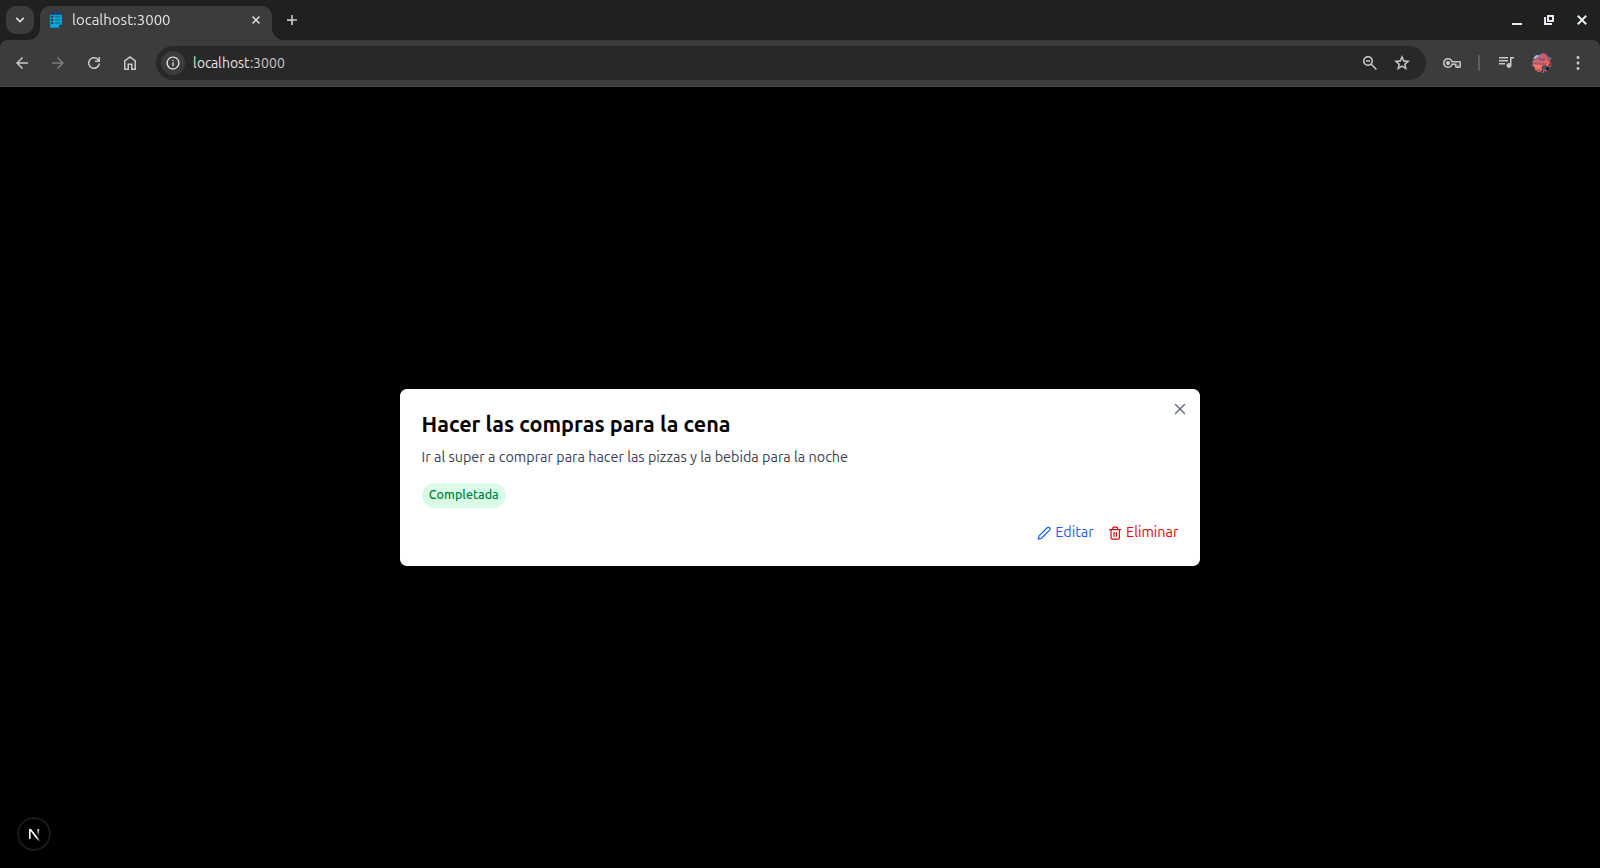 localhost:3000
localhost:3000
Hacer las compras para la cena
Ir al super a comprar para hacer las pizzas y la bebida para la noche
Completada
Editar Eliminar
N